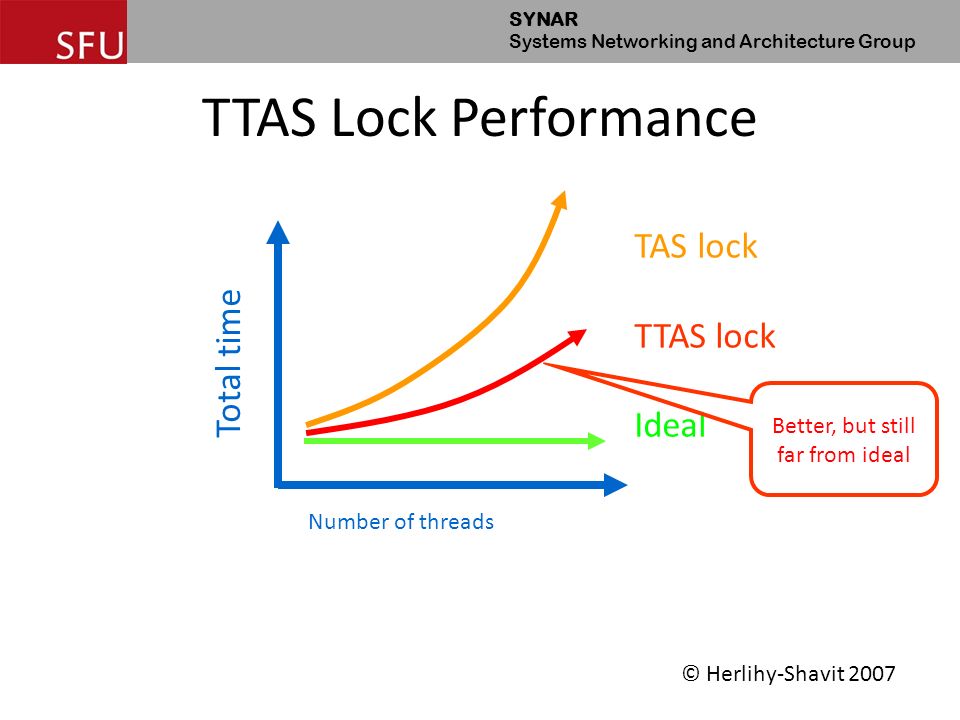 SFU
SYNAR
Systems Networking and Architecture Group
TTAS Lock Performance
Total time
TAS lock
TTAS lock
Ideal
Better, but still
far from ideal
Number of threads
© Herlihy-Shavit 2007